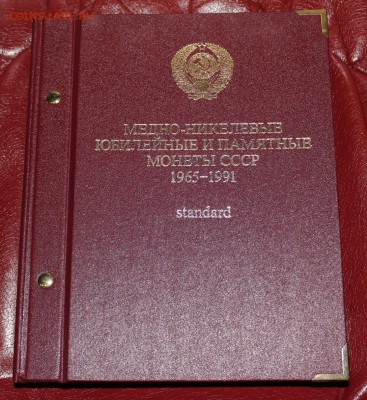 МЕДНО-НИКЕЛЕВЫЕ
ЮБИЛЕЙНЫЕ И ПАМЯТНЫЕ
МОНЕТЫ СССР
1965–1991
standard